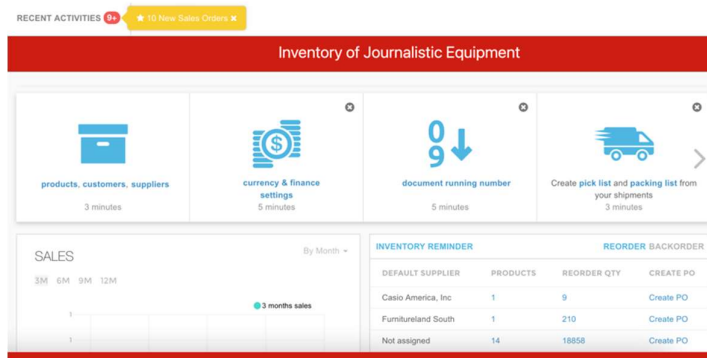 RECENT ACTIVITIES 9+ ★ 10 New Sales Orders ✖
Inventory of Journalistic Equipment
products, customers, suppliers
3 minutes
currency & finance
settings
5 minutes
0
9
document running number
5 minutes
Create pick list and packing list from
your shipments
3 minutes
SALES
By Month
3M 6M 9M 12M
3 months sales
1
1
INVENTORY REMINDER REORDER BACKORDER
DEFAULT SUPPLIER PRODUCTS REORDER QTY CREATE PO
Casio America, Inc 1 9 Create PO
Furnitureland South 1 210 Create PO
Not assigned 14 18858 Create PO